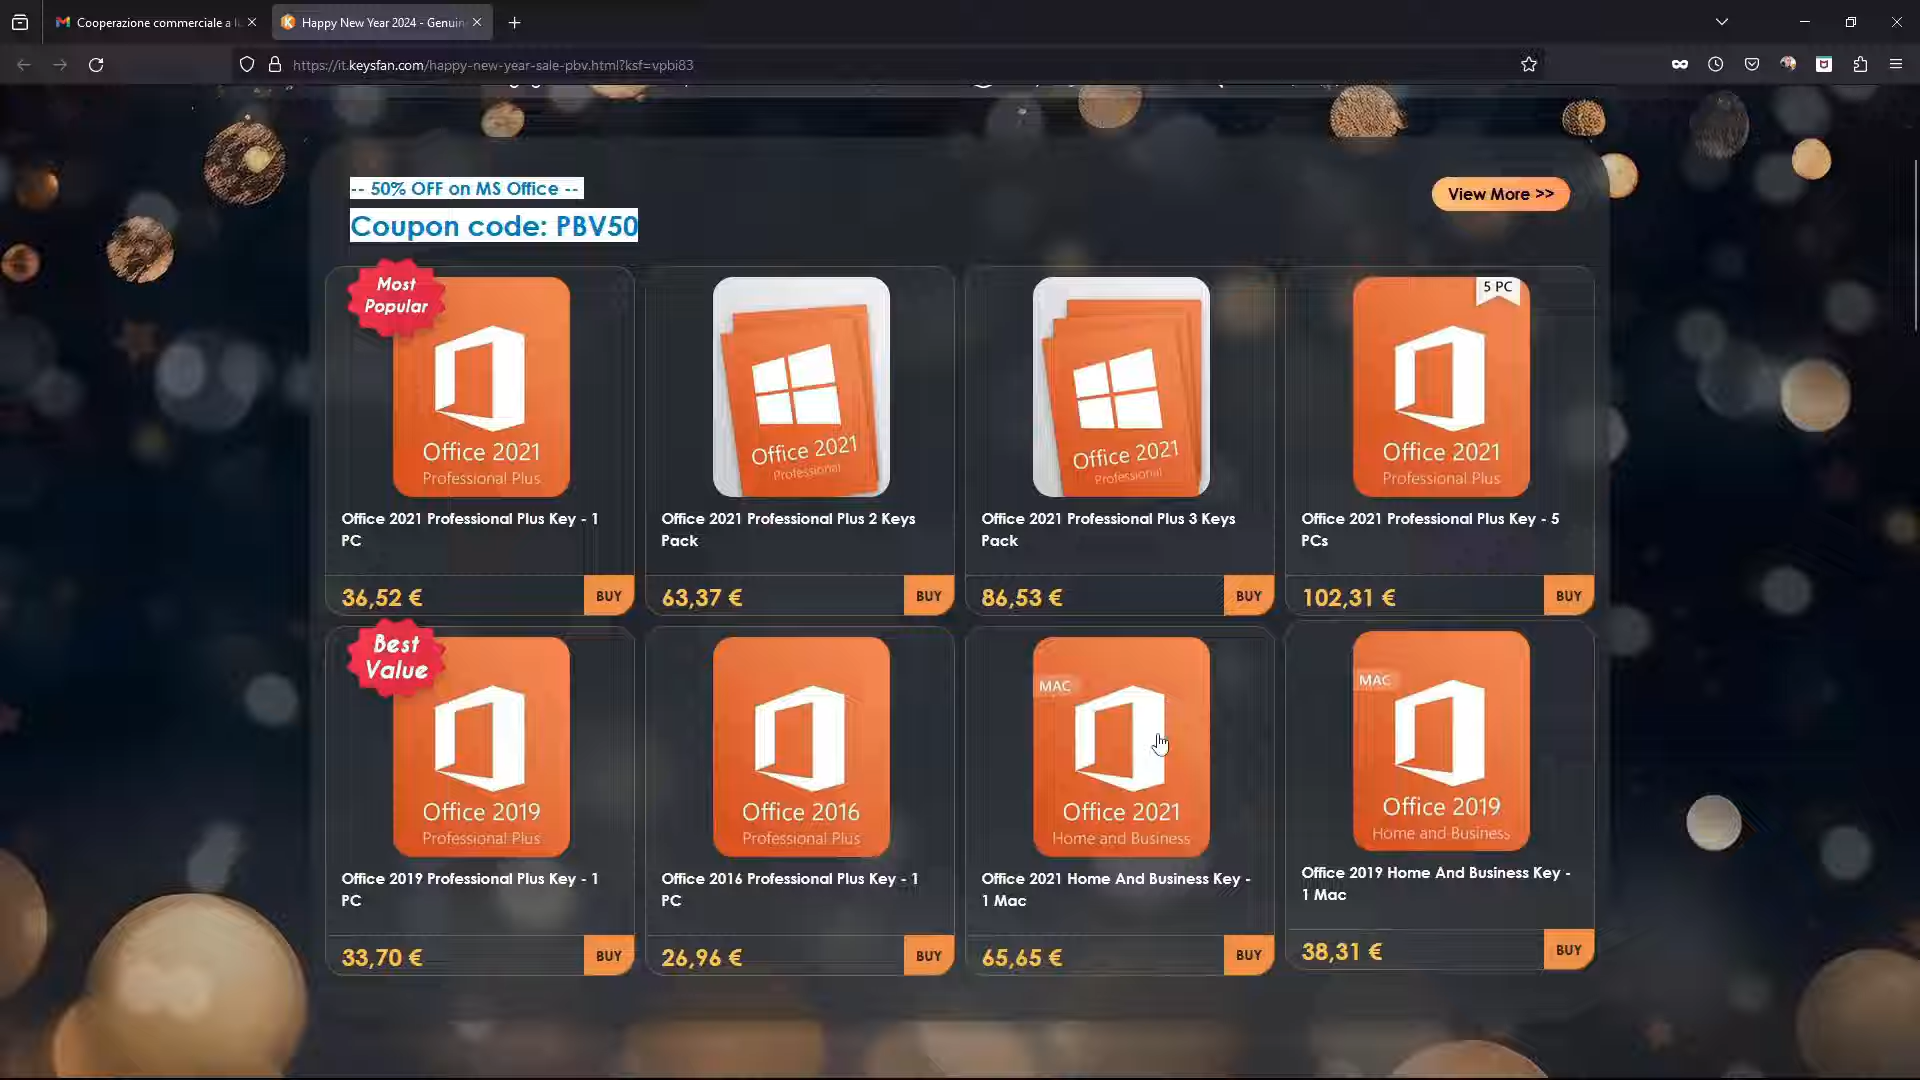 Cooperazione commerciale a l
Happy New Year 2024 - Genuin
https://it.keysfan.com/happy-new-year-sale-pbv.html?ksf=vpbi83
-- 50% OFF on MS Office --
View More >>
Coupon code: PBV50
Most
Popular
Office 2021
Professional Plus
Office 2021 Professional Plus Key - 1
PC
36,52 €
BUY
Office 2021
Professional
Office 2021 Professional Plus 2 Keys
Pack
63,37 €
BUY
Office 2021
Professional
Office 2021 Professional Plus 3 Keys
Pack
86,53 €
BUY
5 PC
Office 2021
Professional Plus
Office 2021 Professional Plus Key - 5
PCs
102,31 €
BUY
Best
Value
Office 2019
Professional Plus
Office 2019 Professional Plus Key - 1
PC
33,70 €
BUY
Office 2016
Professional Plus
Office 2016 Professional Plus Key - 1
PC
26,96 €
BUY
MAC
Office 2021
Home and Business
Office 2021 Home And Business Key -
1 Mac
65,65 €
BUY
MAC
Office 2019
Home and Business
Office 2019 Home And Business Key -
1 Mac
38,31 €
BUY